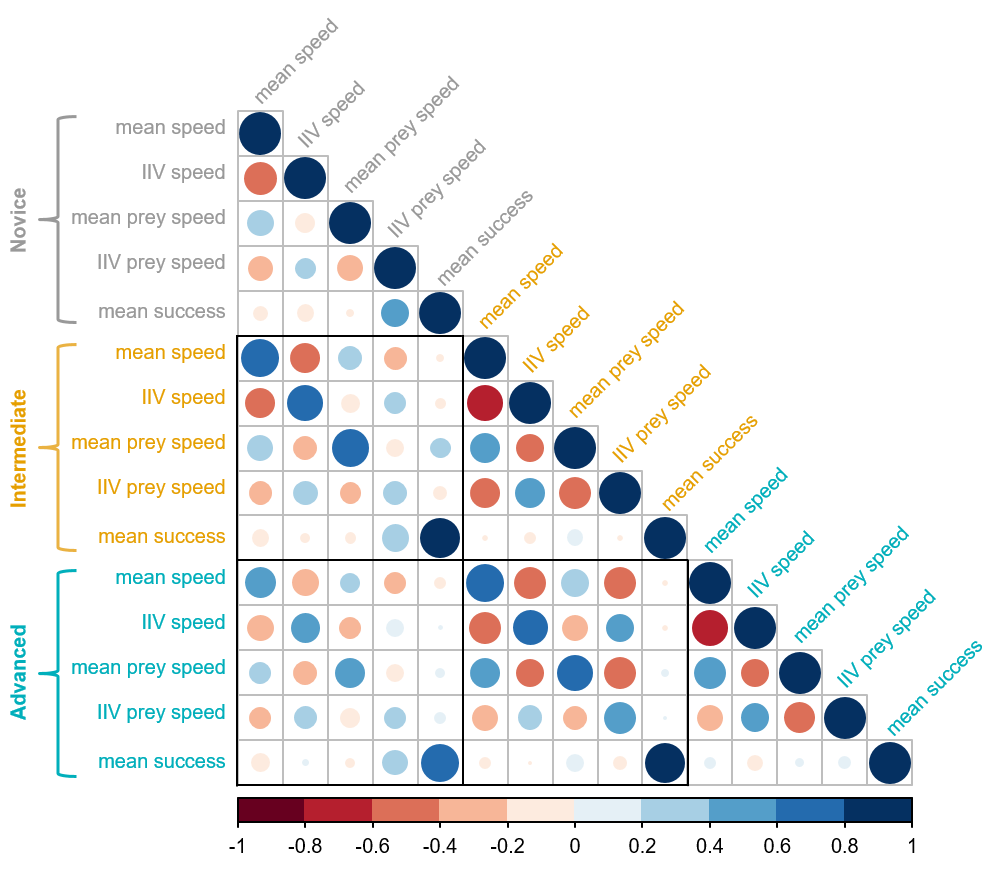 mean speed
IIV speed
mean prey speed
IIV prey speed
mean success
mean speed
IIV speed
mean prey speed
IIV prey speed
mean success
mean speed
IIV speed
mean prey speed
IIV prey speed
mean success
Novice
mean speed
IIV speed
mean prey speed
IIV prey speed
mean success
Intermediate
mean speed
IIV speed
mean prey speed
IIV prey speed
mean success
Advanced
mean speed
IIV speed
mean prey speed
IIV prey speed
mean success
-1 -0.8 -0.6 -0.4 -0.2 0 0.2 0.4 0.6 0.8 1